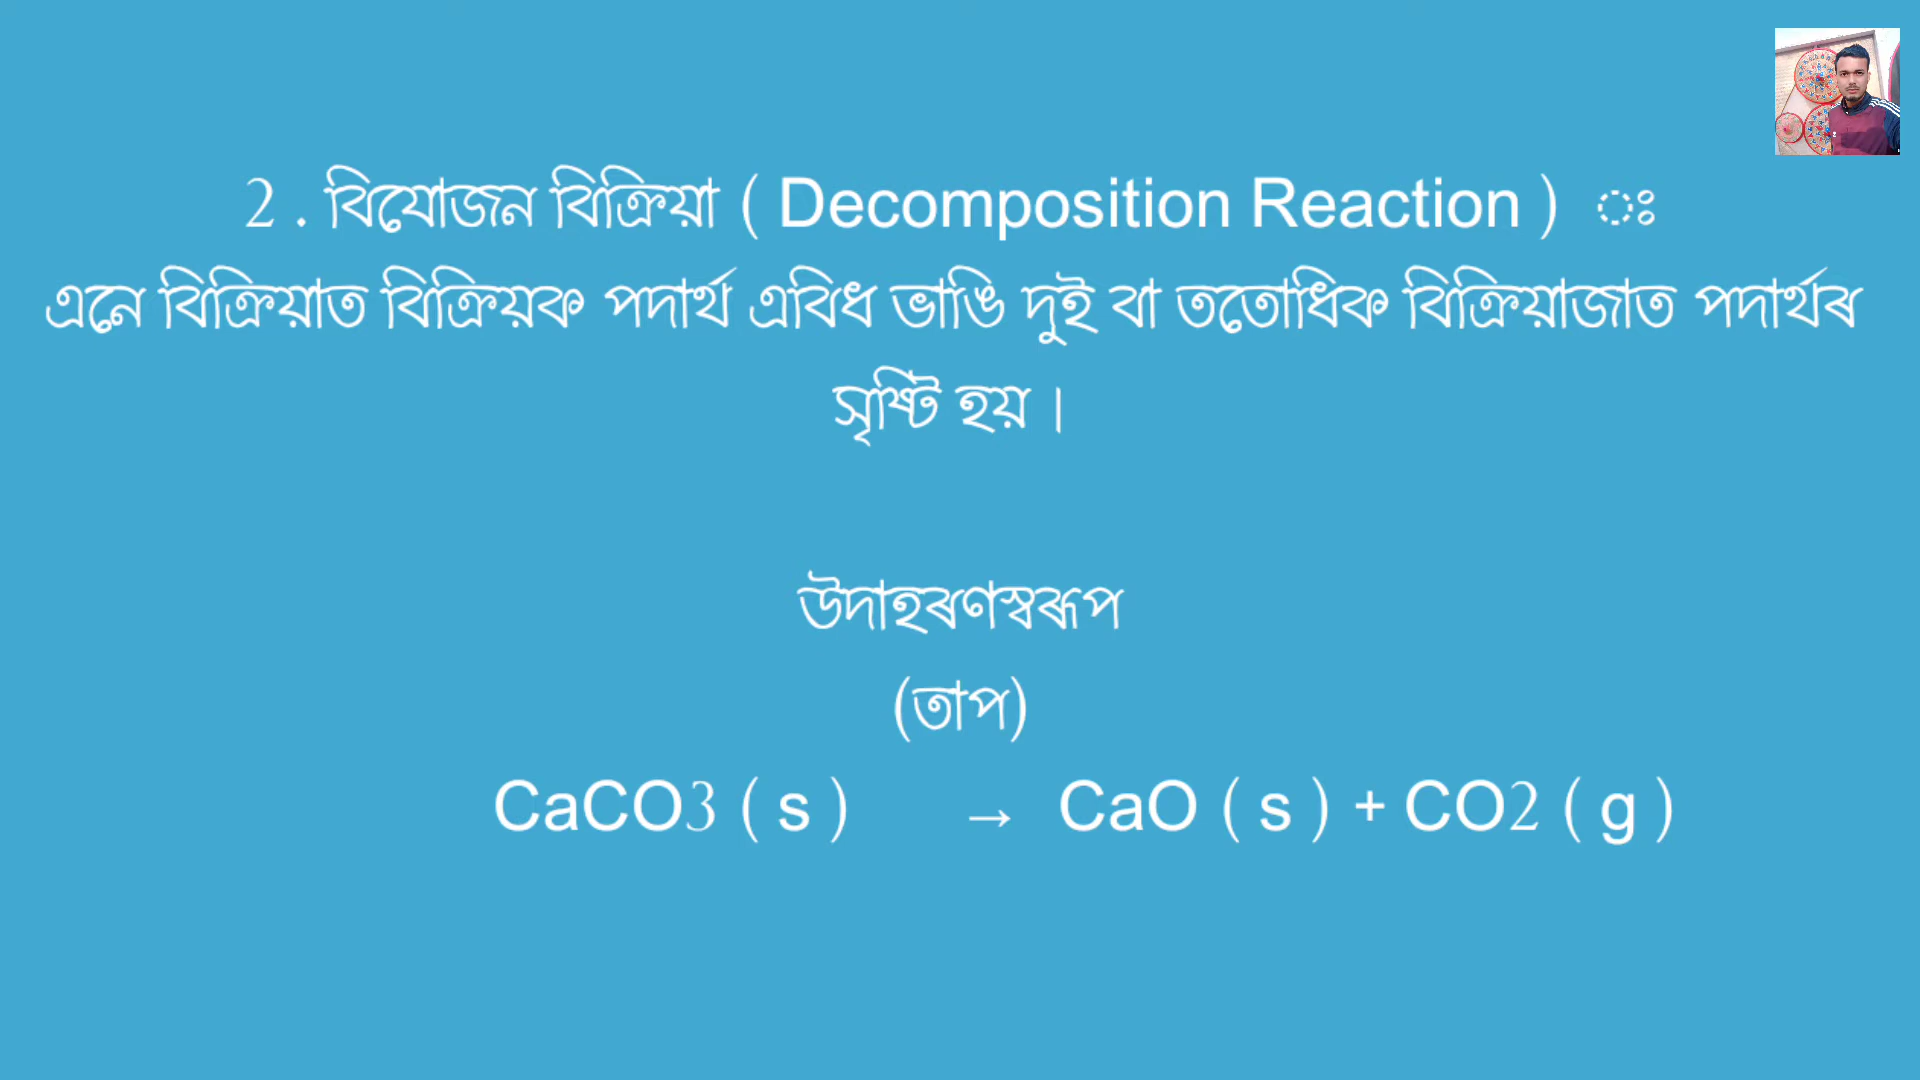 2 . বিযোজন বিক্ৰিয়া ( Decomposition Reaction ) ঃ
এনে বিক্ৰিয়াত বিক্ৰিয়ক পদাৰ্থ এবিধ ভাঙি দুই বা ততোধিক বিক্ৰিয়াজাত পদাৰ্থৰ
সৃষ্টি হয় ।
উদাহৰণস্বৰূপ
(তাপ)
CaCO3 ( s ) → CaO ( s ) + CO2 ( g )